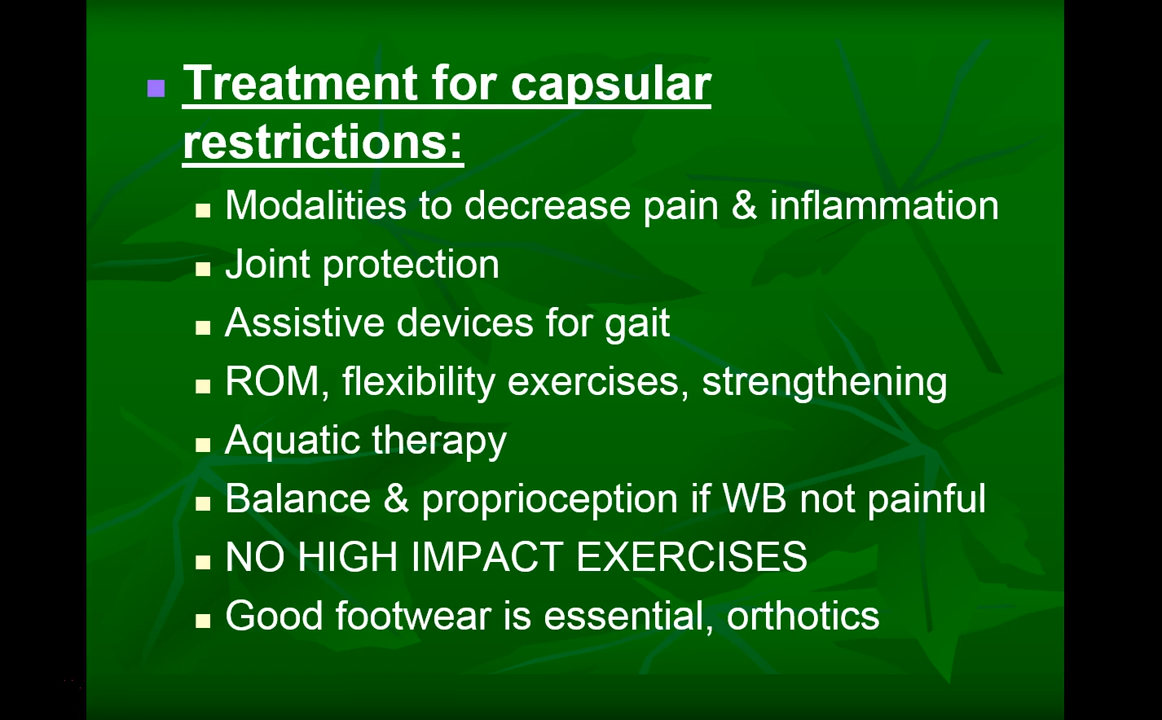 Treatment for capsular
restrictions:
Modalities to decrease pain & inflammation
Joint protection
Assistive devices for gait
ROM, flexibility exercises, strengthening
Aquatic therapy
Balance & proprioception if WB not painful
NO HIGH IMPACT EXERCISES
Good footwear is essential, orthotics